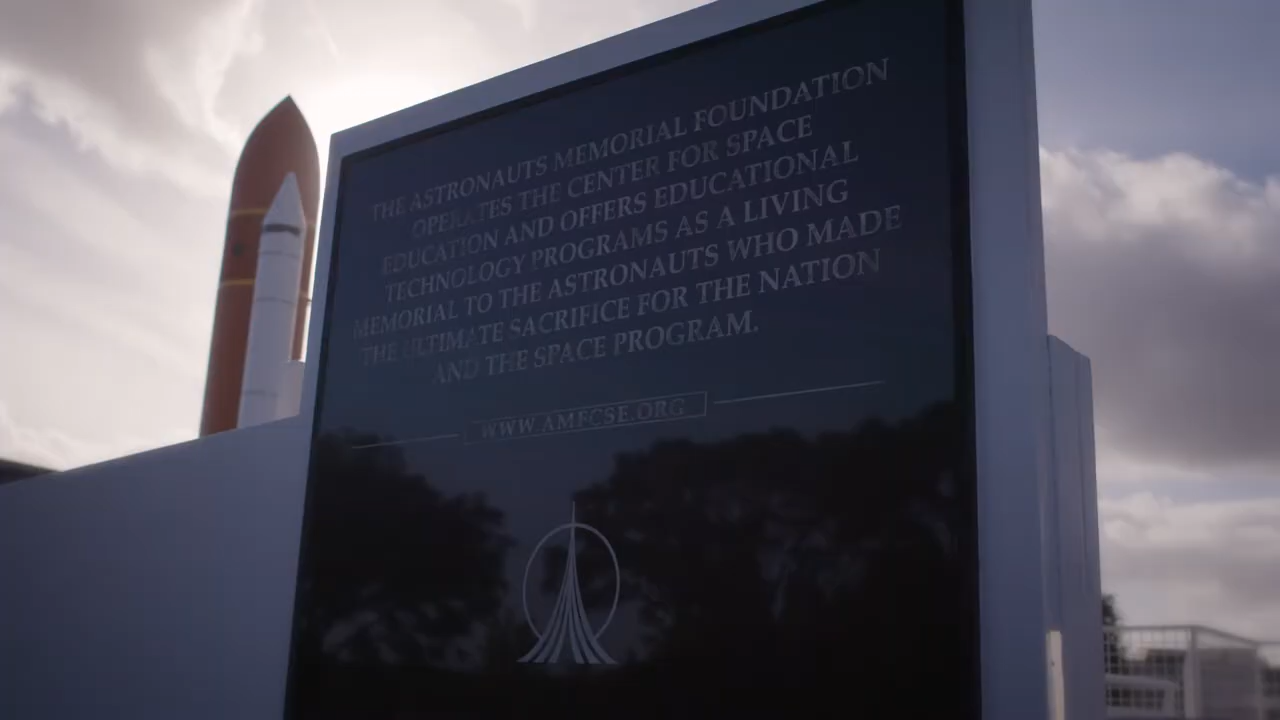 THE ASTRONAUTS MEMORIAL FOUNDATION
OPERATES THE CENTER FOR SPACE
EDUCATION AND OFFERS EDUCATIONAL
TECHNOLOGY PROGRAMS AS A LIVING
MEMORIAL TO THE ASTRONAUTS WHO MADE
THE ULTIMATE SACRIFICE FOR THE NATION
AND THE SPACE PROGRAM.
WWW.AMFCSE.ORG